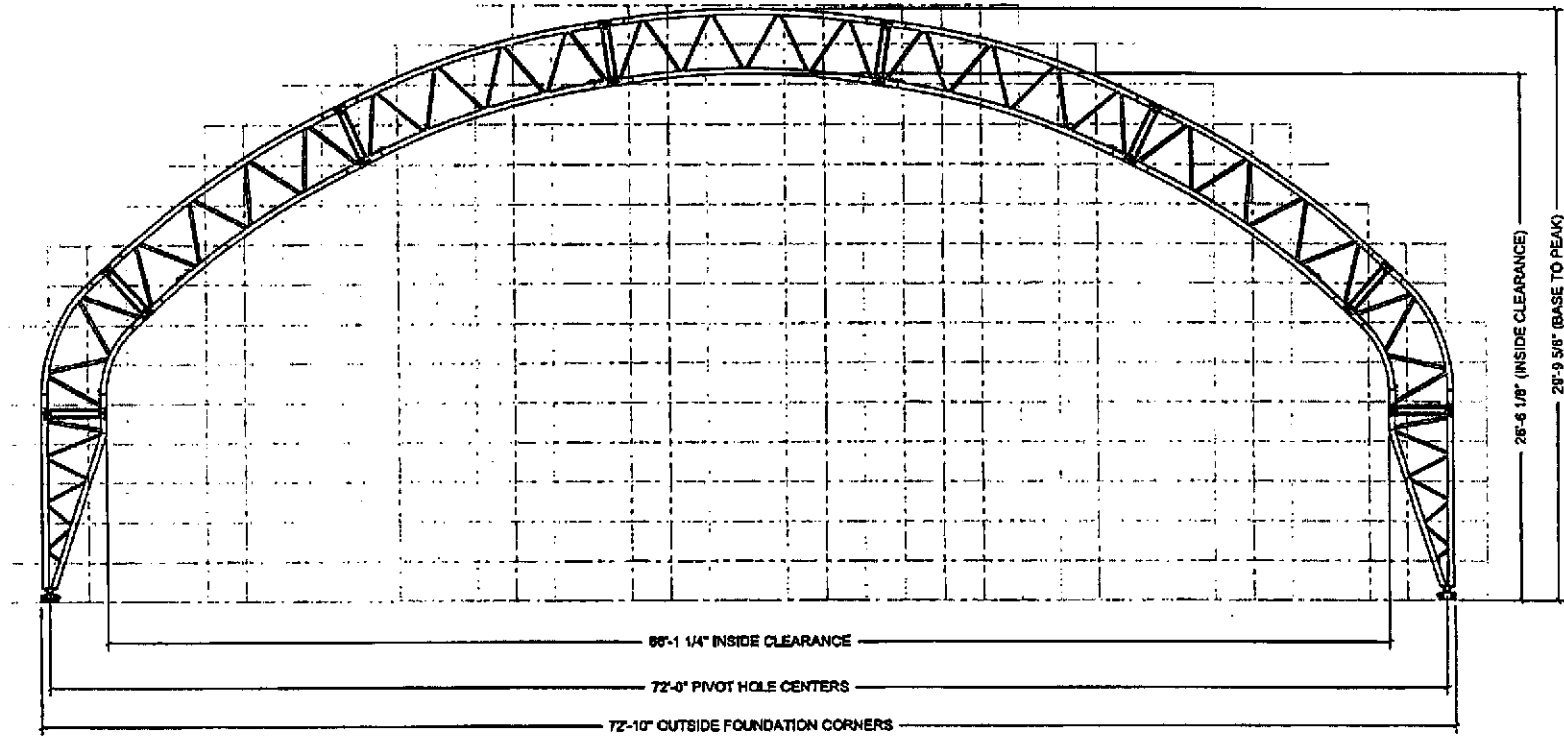 26'-6 1/8" (INSIDE CLEARANCE)
29'-9 5/8" (BASE TO PEAK)
66'-1 1/4" INSIDE CLEARANCE
72'-0" PIVOT HOLE CENTERS
72'-10" OUTSIDE FOUNDATION CORNERS